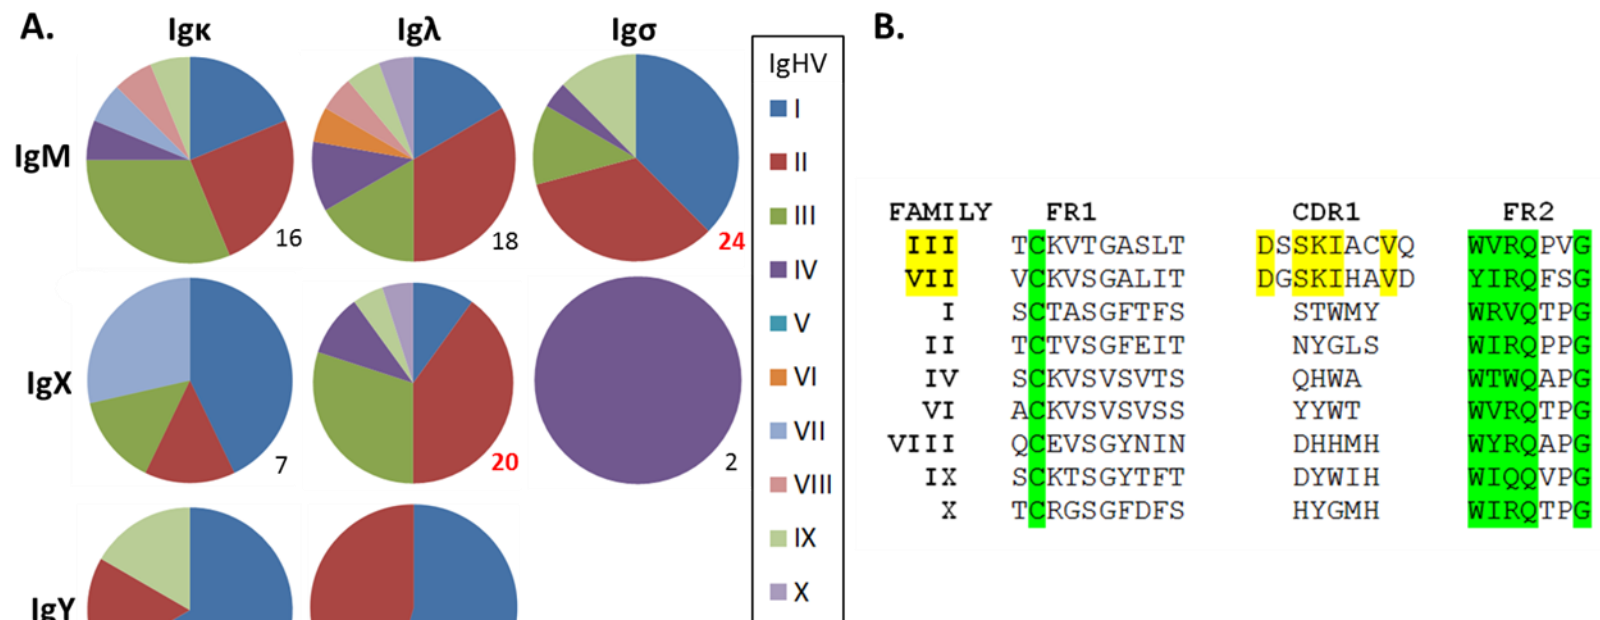 A.
Igκ Igλ Igσ
IgM
16 18 24
IgX
7 20 2
IgY
IgHV
I
II
III
IV
V
VI
VII
VIII
IX
X
B.
FAMILY FR1 CDR1 FR2
III TCKVTGASLT DSSKIACVQ WVRQPVG
VII VCKVSGALIT DGSKIHAVD YIRQFSG
I SCTASGFTFS STWMY WRVQTPG
II TCTVSGFEIT NYGLS WIRQPPG
IV SCKVSVSVTS QHWA WTWQAPG
VI ACKVSVSVSS YYWT WVRQTPG
VIII QCEVSGYNIN DHHMH WYRQAPG
IX SCKTSGYTFT DYWIH WIQQVPG
X TCRGSGFDFS HYGMH WIRQTPG